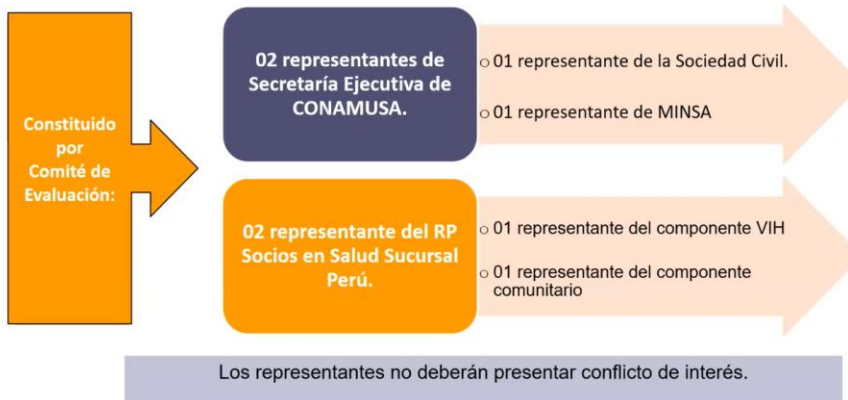 Constituido
por
Comité de
Evaluación:
02 representantes de
Secretaría Ejecutiva de
CONAMUSA.
o 01 representante de la Sociedad Civil.
o 01 representante de MINSA
02 representante del RP
Socios en Salud Sucursal
Perú.
o 01 representante del componente VIH
o 01 representante del componente
comunitario
Los representantes no deberán presentar conflicto de interés.